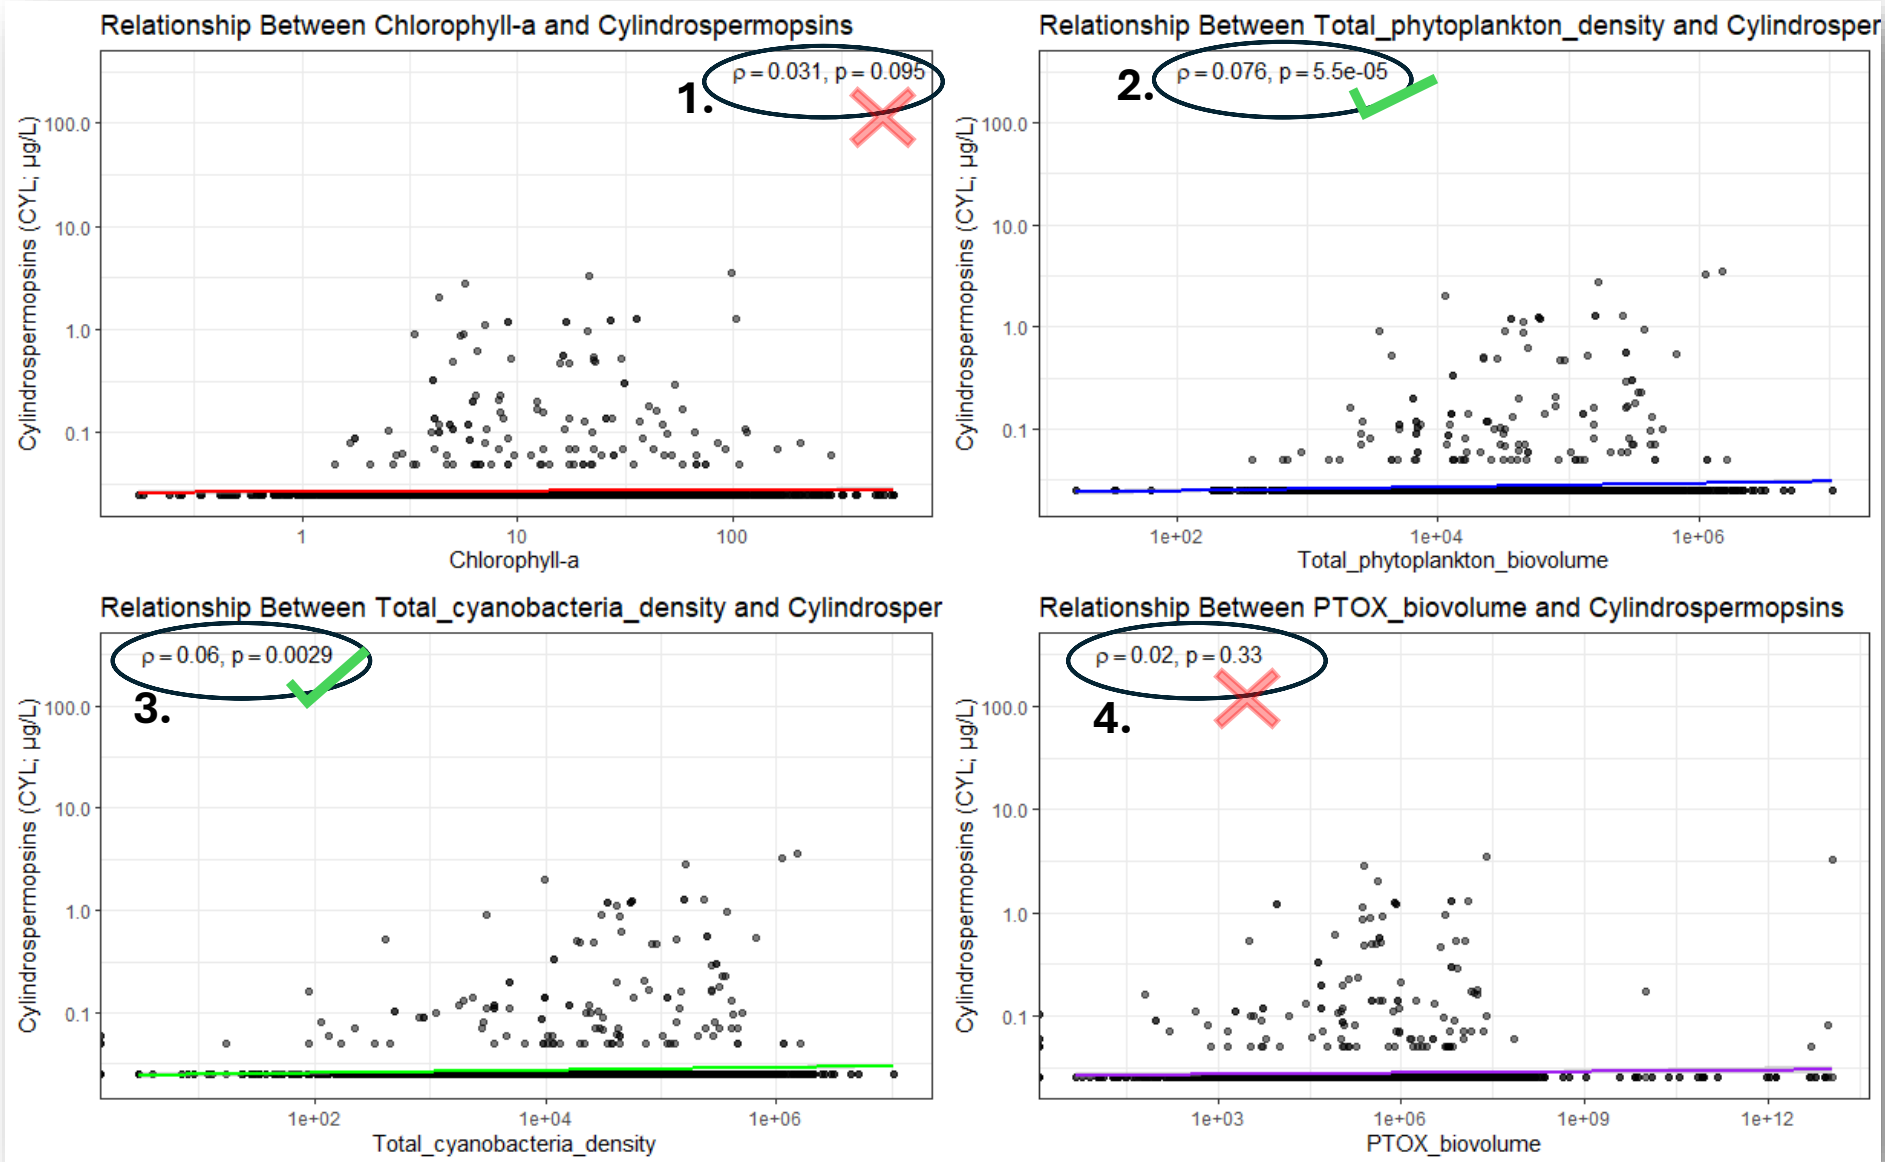 Relationship Between Chlorophyll-a and Cylindrospermopsins
ρ = 0.031, p = 0.095
1.
Cylindrospermopsins (CYL; µg/L)
100.0
10.0
1.0
0.1
1
10
100
Chlorophyll-a
Relationship Between Total_phytoplankton_density and Cylindrosper
ρ = 0.076, p = 5.5e-05
2.
Cylindrospermopsins (CYL; µg/L)
100.0
10.0
1.0
0.1
1e+02
1e+04
1e+06
Total_phytoplankton_biovolume
Relationship Between Total_cyanobacteria_density and Cylindrosper
ρ = 0.06, p = 0.0029
3.
Cylindrospermopsins (CYL; µg/L)
100.0
10.0
1.0
0.1
1e+02
1e+04
1e+06
Total_cyanobacteria_density
Relationship Between PTOX_biovolume and Cylindrospermopsins
ρ = 0.02, p = 0.33
4.
Cylindrospermopsins (CYL; µg/L)
100.0
10.0
1.0
0.1
1e+03
1e+06
1e+09
1e+12
PTOX_biovolume